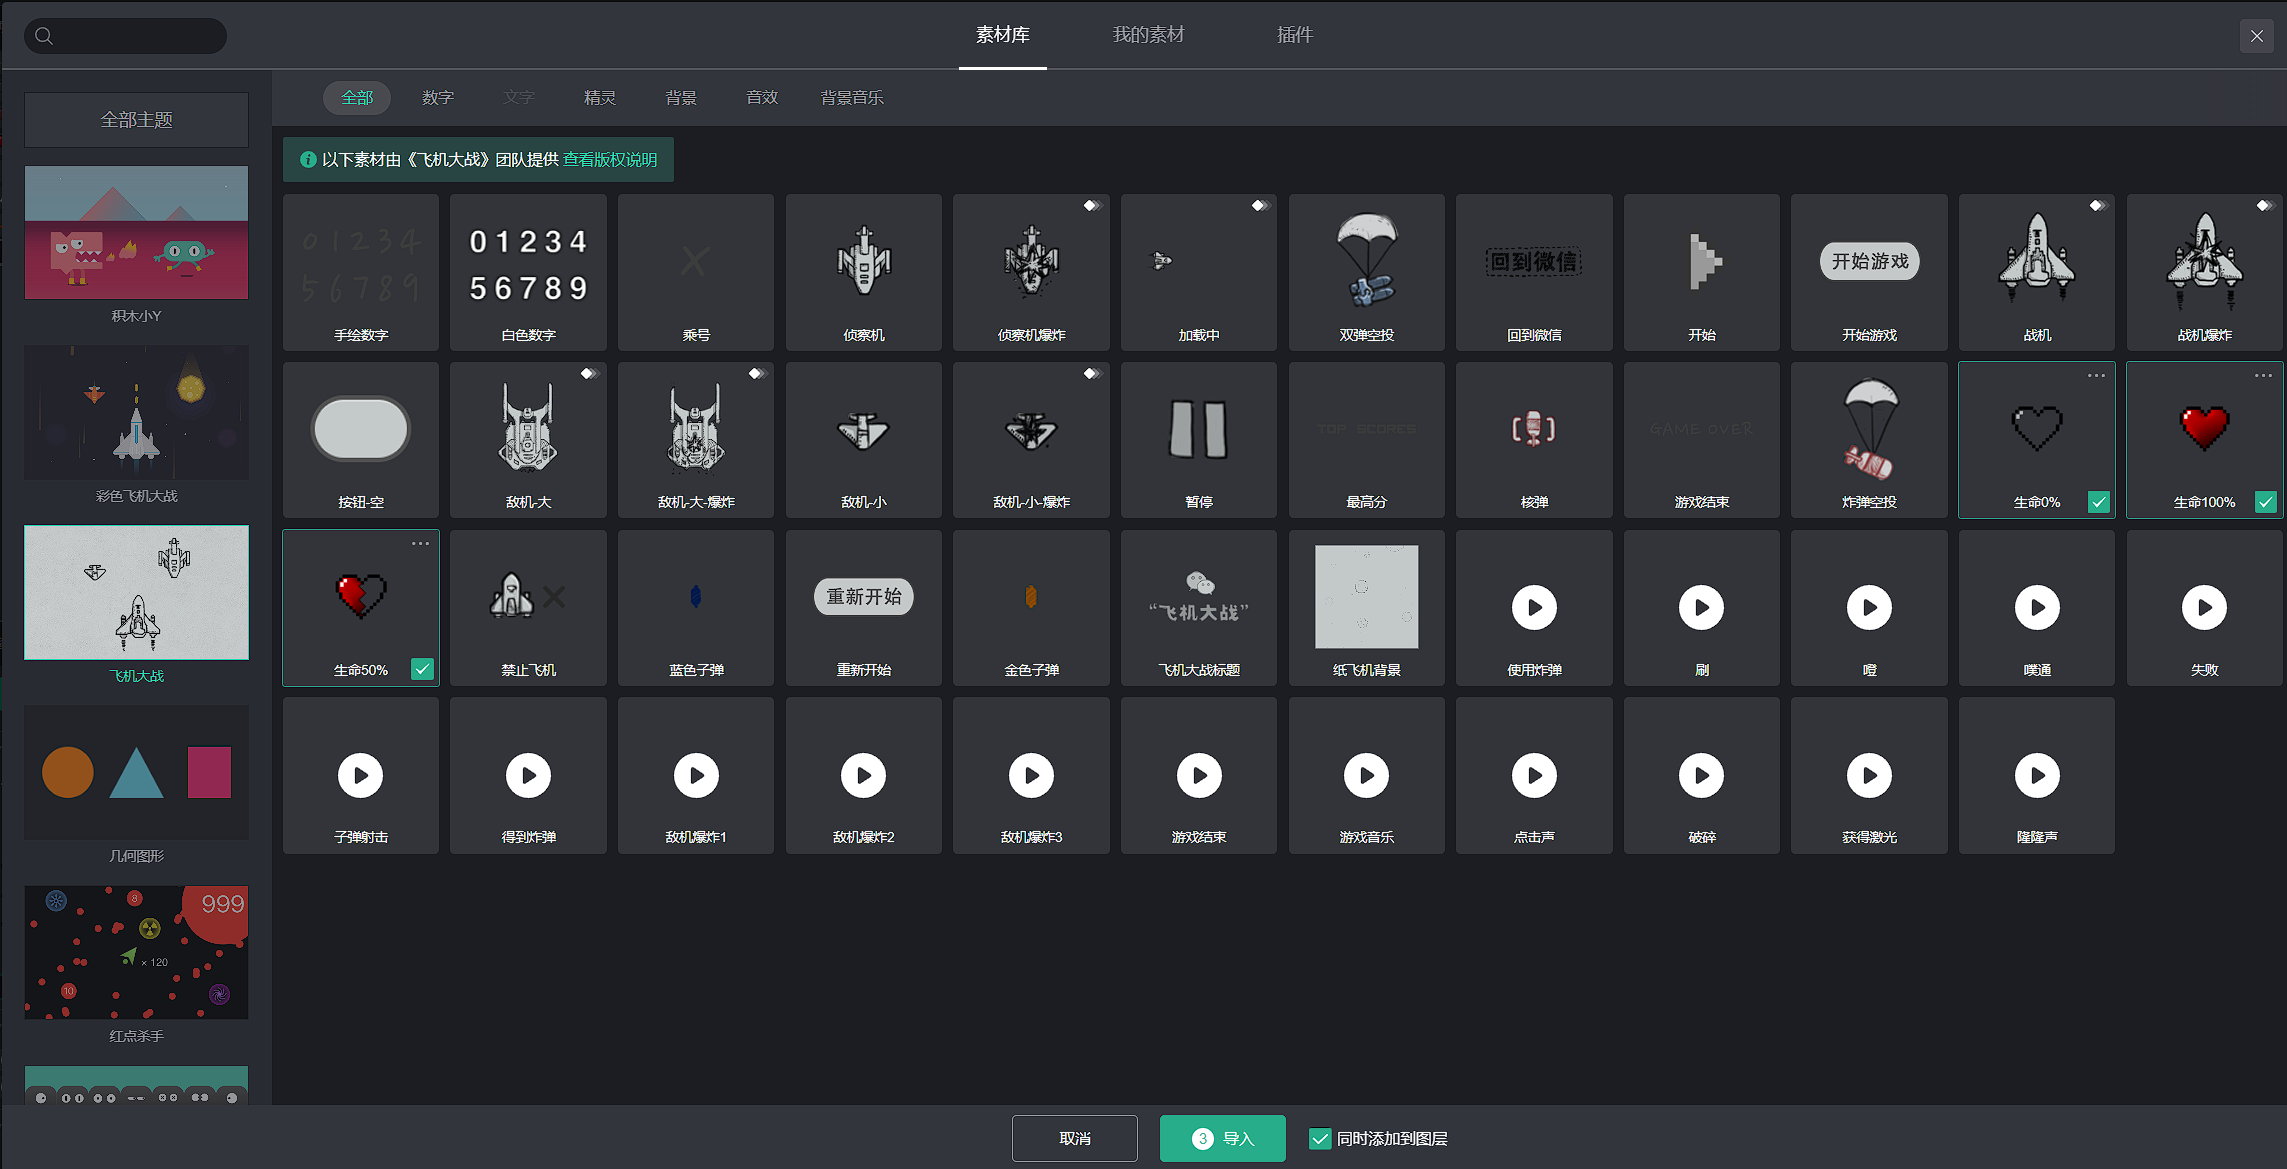 素材库 我的素材 插件
全部 数字 文字 精灵 背景 音效 背景音乐
全部主题
积木小Y
彩色飞机大战
飞机大战
几何图形
8
999
× 120
10
红点杀手
以下素材由《飞机大战》团队提供 查看版权说明
0 1 2 3 4
5 6 7 8 9
手绘数字
0 1 2 3 4
5 6 7 8 9
白色数字
乘号
侦察机
侦察机爆炸
加载中
双弹空投
回到微信
回到微信
开始
开始游戏
开始游戏
战机
战机爆炸
按钮-空
敌机-大
敌机-大-爆炸
敌机-小
敌机-小-爆炸
暂停
TOP SCORES
最高分
核弹
GAME OVER
游戏结束
炸弹空投
生命0%
生命100%
生命50%
禁止飞机
蓝色子弹
重新开始
重新开始
金色子弹
“飞机大战”
飞机大战标题
纸飞机背景
使用炸弹
刷
噔
噗通
失败
子弹射击
得到炸弹
敌机爆炸1
敌机爆炸2
敌机爆炸3
游戏结束
游戏音乐
点击声
破碎
获得激光
隆隆声
取消
3 导入
同时添加到图层